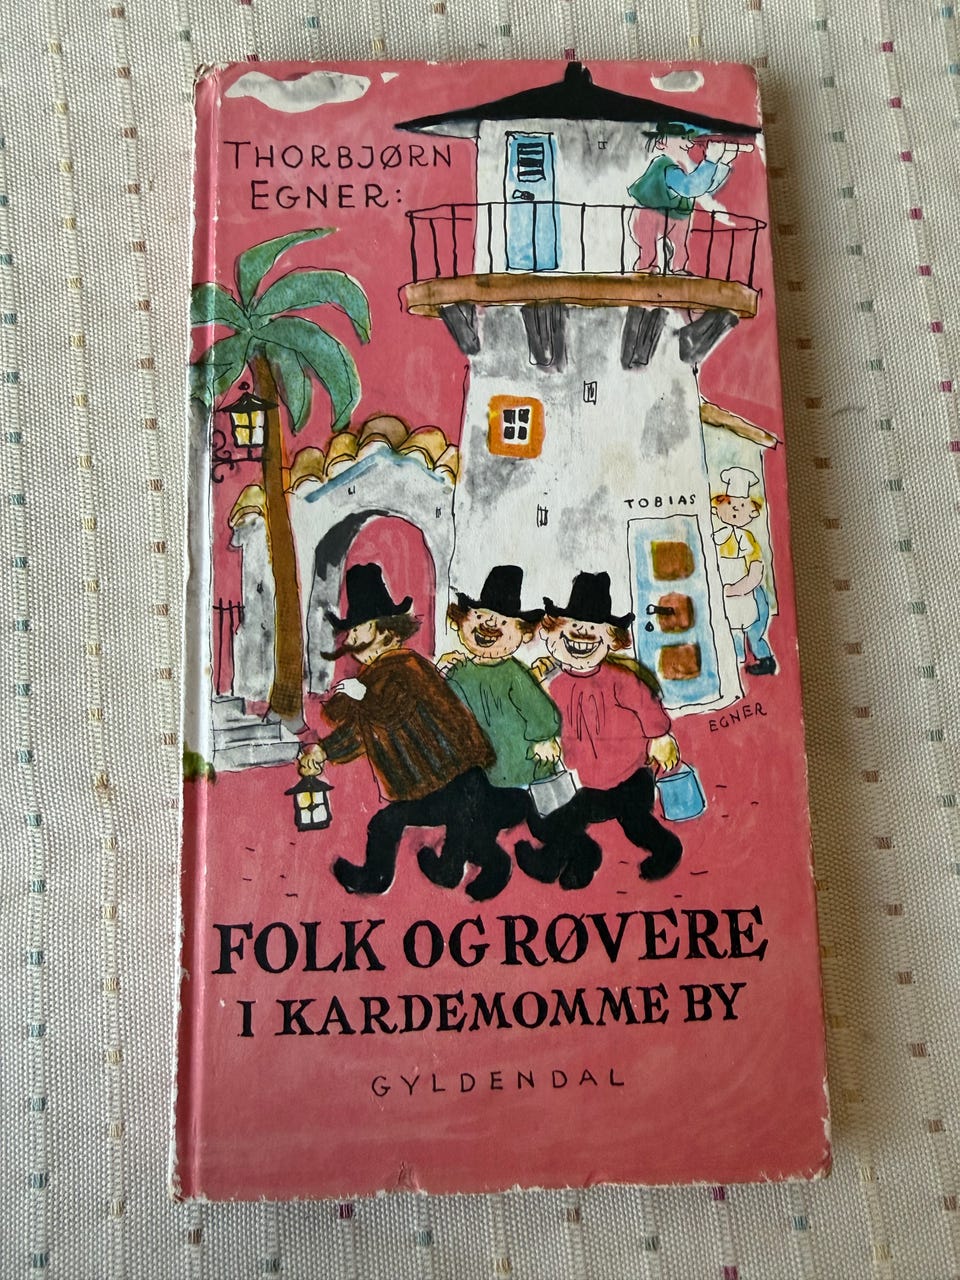 THORBJØRN
EGNER:
TOBIAS
EGNER
FOLK OG RØVERE
I KARDEMOMME BY
GYLDENDAL